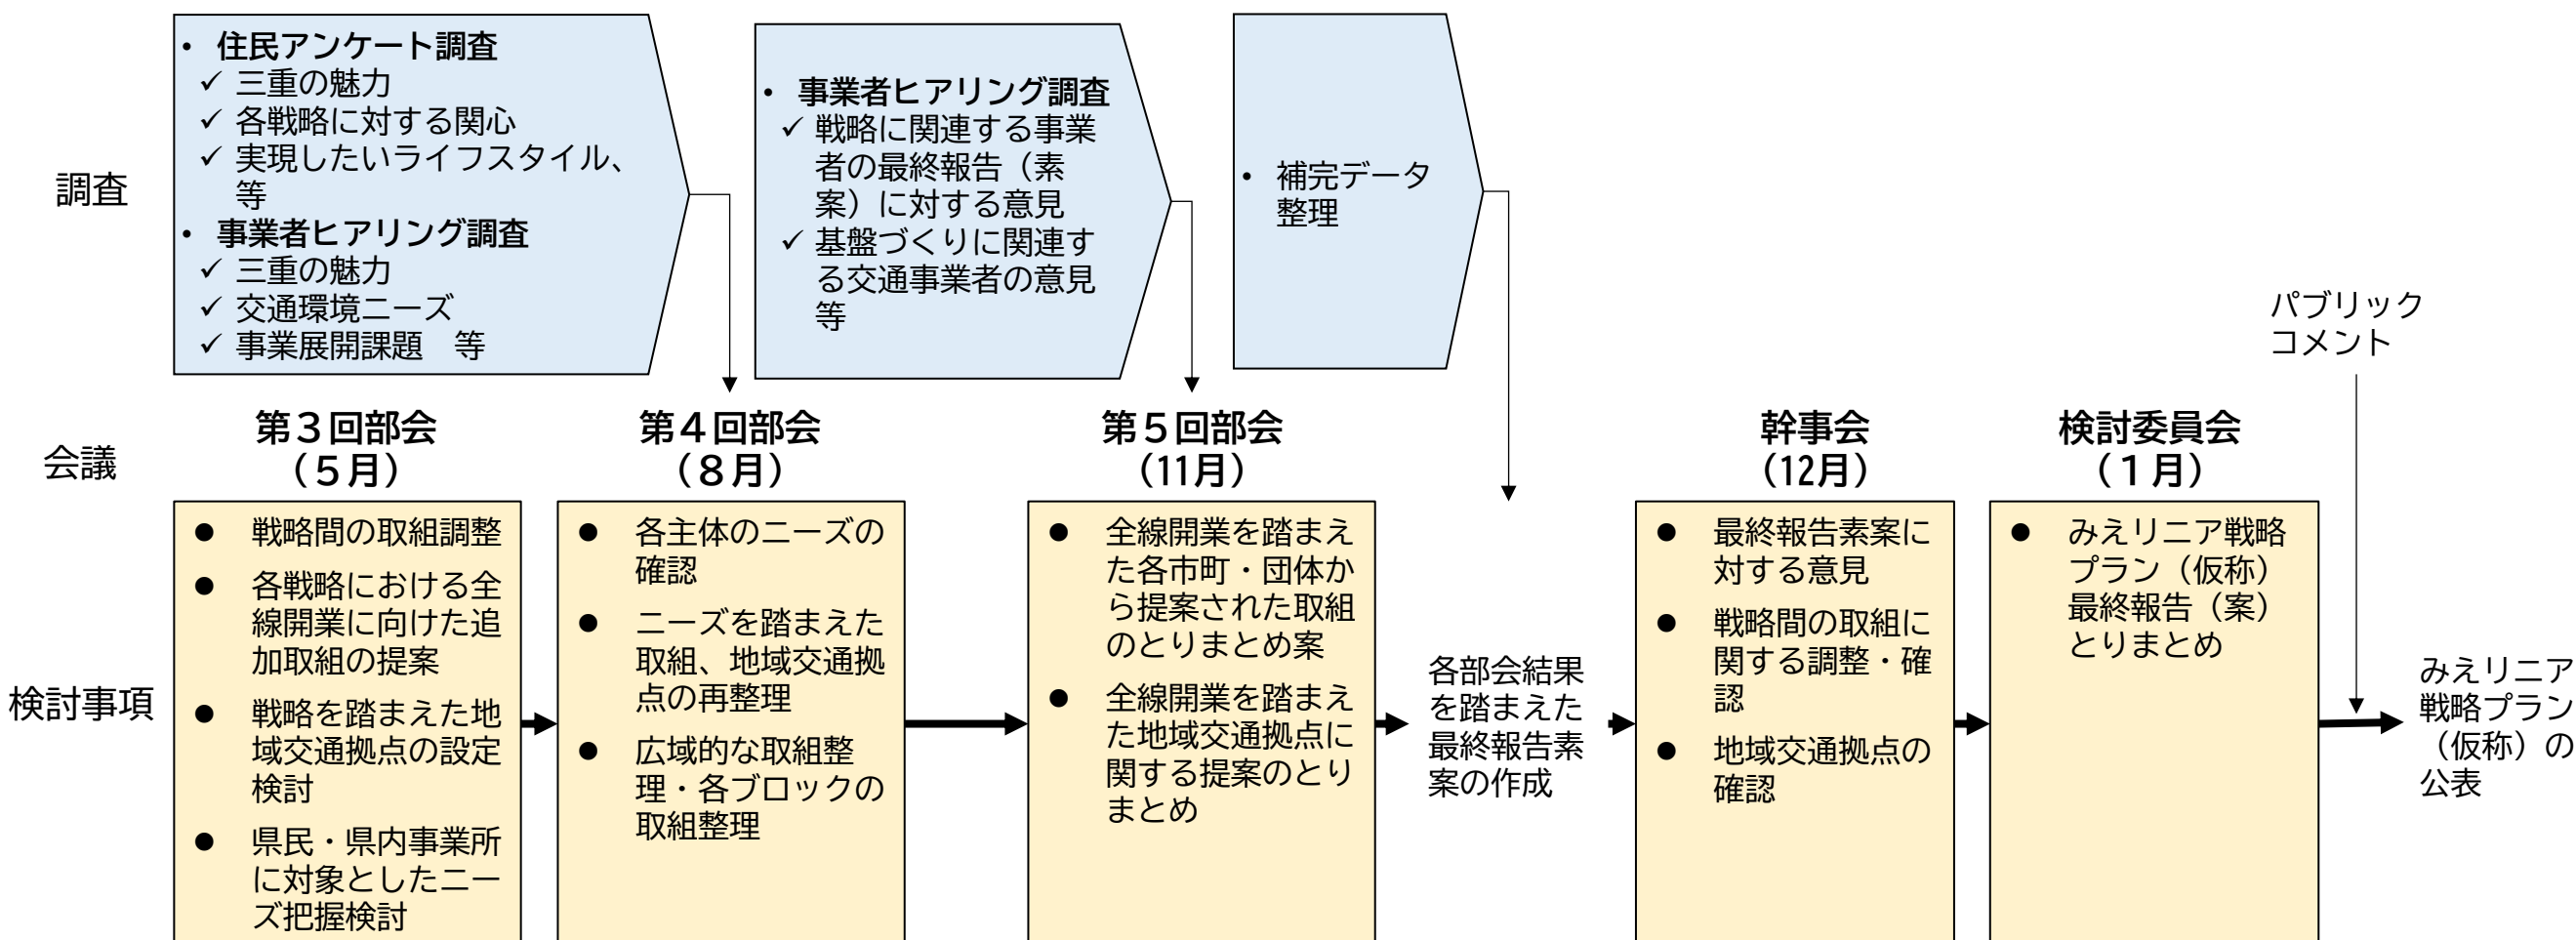 調査
• 住民アンケート調査
✓ 三重の魅力
✓ 各戦略に対する関心
✓ 実現したいライフスタイル、
等
• 事業者ヒアリング調査
✓ 三重の魅力
✓ 交通環境ニーズ
✓ 事業展開課題　等
• 事業者ヒアリング調査
✓ 戦略に関連する事業
者の最終報告（素
案）に対する意見
✓ 基盤づくりに関連す
る交通事業者の意見
等
• 補完データ
整理
パブリック
コメント
会議
第３回部会
（５月）
第４回部会
（８月）
第５回部会
（11月）
幹事会
（12月）
検討委員会
（１月）
検討事項
● 戦略間の取組調整
● 各戦略における全
線開業に向けた追
加取組の提案
● 戦略を踏まえた地
域交通拠点の設定
検討
● 県民・県内事業所
に対象としたニー
ズ把握検討
● 各主体のニーズの
確認
● ニーズを踏まえた
取組、地域交通拠
点の再整理
● 広域的な取組整
理・各ブロックの
取組整理
● 全線開業を踏まえ
た各市町・団体か
ら提案された取組
のとりまとめ案
● 全線開業を踏まえ
た地域交通拠点に
関する提案のとり
まとめ
各部会結果
を踏まえた
最終報告素
案の作成
● 最終報告素案に
対する意見
● 戦略間の取組に
関する調整・確
認
● 地域交通拠点の
確認
● みえリニア戦略
プラン（仮称）
最終報告（案）
とりまとめ
みえリニア
戦略プラン
（仮称）の
公表